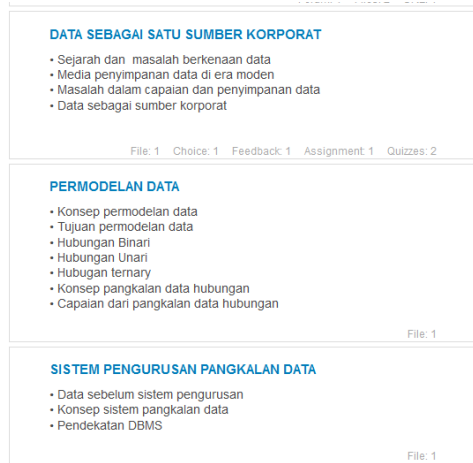 DATA SEBAGAI SATU SUMBER KORPORAT
• Sejarah dan masalah berkenaan data
• Media penyimpanan data di era moden
• Masalah dalam capaian dan penyimpanan data
• Data sebagai sumber korporat
File: 1 Choice: 1 Feedback: 1 Assignment: 1 Quizzes: 2
PERMODELAN DATA
• Konsep permodelan data
• Tujuan permodelan data
• Hubungan Binari
• Hubungan Unari
• Hubugan ternary
• Konsep pangkalan data hubungan
• Capaian dari pangkalan data hubungan
File: 1
SISTEM PENGURUSAN PANGKALAN DATA
• Data sebelum sistem pengurusan
• Konsep sistem pangkalan data
• Pendekatan DBMS
File: 1